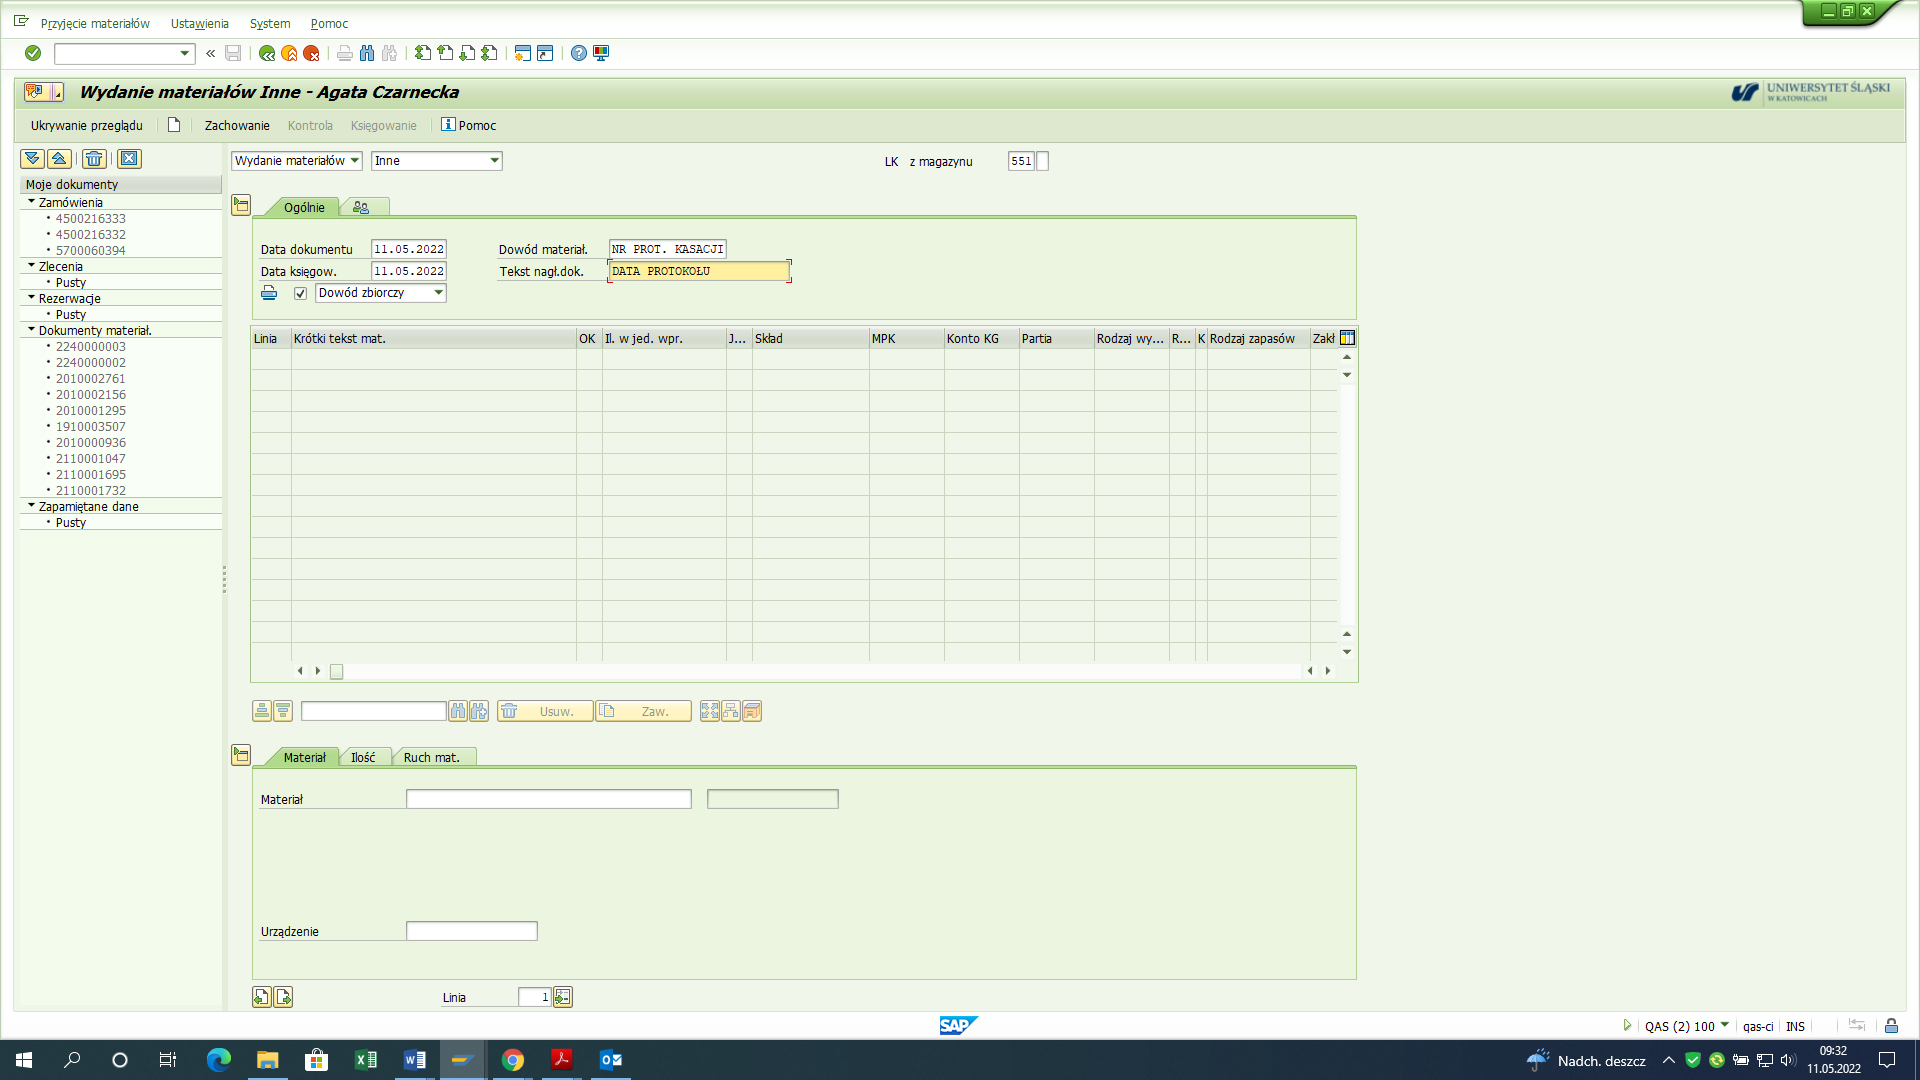 Przyjęcie materiałów Ustawienia System Pomoc
Wydanie materiałów Inne - Agata Czarnecka
UNIWERSYTET ŚLĄSKI
W KATOWICACH
Ukrywanie przeglądu Zachowanie Kontrola Księgowanie Pomoc
Wydanie materiałów Inne LK z magazynu 551
Moje dokumenty
Zamówienia
4500216333
4500216332
5700060394
Zlecenia
Pusty
Rezerwacje
Pusty
Dokumenty materiał.
2240000003
2240000002
2010002761
2010002156
2010001295
1910003507
2010000936
2110001047
2110001695
2110001732
Zapamiętane dane
Pusty
Ogólnie
Data dokumentu 11.05.2022 Dowód materiał. NR PROT. KASACJI
Data księgow. 11.05.2022 Tekst nagł.dok. DATA PROTOKOŁU
Dowód zbiorczy
Linia Krótki tekst mat. OK Il. w jed. wpr. J... Skład MPK Konto KG Partia Rodzaj wy... R... K Rodzaj zapasów Zakł
Usuw. Zaw.
Materiał Ilość Ruch mat.
Materiał
Urządzenie
Linia 1
SAP
QAS (2) 100 qas-ci INS
Nadch. deszcz
09:32
11.05.2022